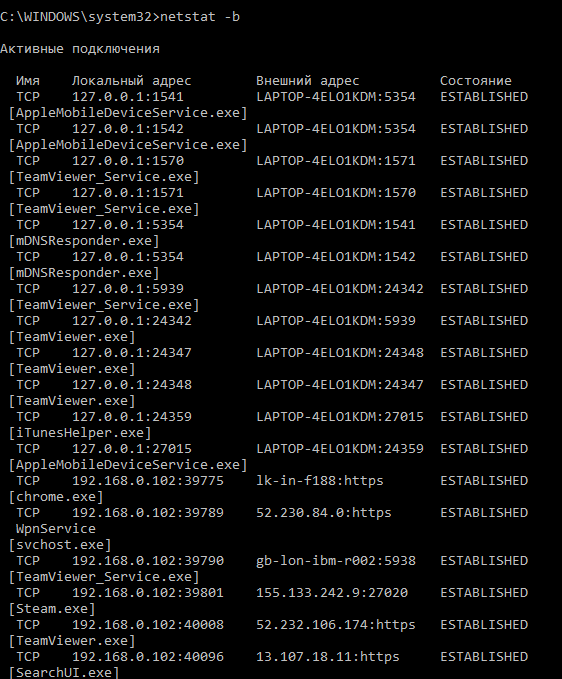 C:\WINDOWS\system32>netstat -b
Активные подключения
Имя Локальный адрес Внешний адрес Состояние
TCP 127.0.0.1:1541 LAPTOP-4ELO1KDM:5354 ESTABLISHED
[AppleMobileDeviceService.exe]
TCP 127.0.0.1:1542 LAPTOP-4ELO1KDM:5354 ESTABLISHED
[AppleMobileDeviceService.exe]
TCP 127.0.0.1:1570 LAPTOP-4ELO1KDM:1571 ESTABLISHED
[TeamViewer_Service.exe]
TCP 127.0.0.1:1571 LAPTOP-4ELO1KDM:1570 ESTABLISHED
[TeamViewer_Service.exe]
TCP 127.0.0.1:5354 LAPTOP-4ELO1KDM:1541 ESTABLISHED
[mDNSResponder.exe]
TCP 127.0.0.1:5354 LAPTOP-4ELO1KDM:1542 ESTABLISHED
[mDNSResponder.exe]
TCP 127.0.0.1:5939 LAPTOP-4ELO1KDM:24342 ESTABLISHED
[TeamViewer_Service.exe]
TCP 127.0.0.1:24342 LAPTOP-4ELO1KDM:5939 ESTABLISHED
[TeamViewer.exe]
TCP 127.0.0.1:24347 LAPTOP-4ELO1KDM:24348 ESTABLISHED
[TeamViewer.exe]
TCP 127.0.0.1:24348 LAPTOP-4ELO1KDM:24347 ESTABLISHED
[TeamViewer.exe]
TCP 127.0.0.1:24359 LAPTOP-4ELO1KDM:27015 ESTABLISHED
[iTunesHelper.exe]
TCP 127.0.0.1:27015 LAPTOP-4ELO1KDM:24359 ESTABLISHED
[AppleMobileDeviceService.exe]
TCP 192.168.0.102:39775 lk-in-f188:https ESTABLISHED
[chrome.exe]
TCP 192.168.0.102:39789 52.230.84.0:https ESTABLISHED
WpnService
[svchost.exe]
TCP 192.168.0.102:39790 gb-lon-ibm-r002:5938 ESTABLISHED
[TeamViewer_Service.exe]
TCP 192.168.0.102:39801 155.133.242.9:27020 ESTABLISHED
[Steam.exe]
TCP 192.168.0.102:40008 52.232.106.174:https ESTABLISHED
[TeamViewer.exe]
TCP 192.168.0.102:40096 13.107.18.11:https ESTABLISHED
[SearchUI.exe]